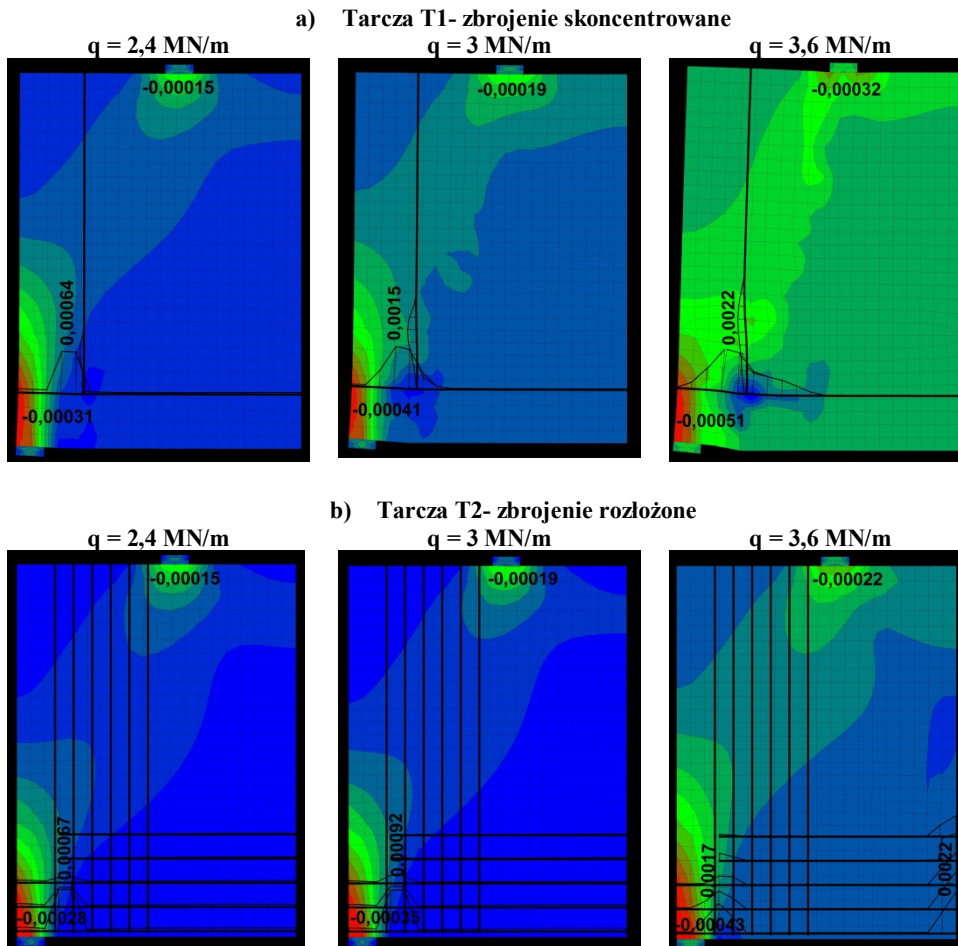 a) Tarcza T1- zbrojenie skoncentrowane
q = 2,4 MN/m q = 3 MN/m q = 3,6 MN/m
-0,00015 -0,00019 -0,00032
0,00064 0,0015 0,0022
-0,00031 -0,00041 -0,00051
b) Tarcza T2- zbrojenie rozłożone
q = 2,4 MN/m q = 3 MN/m q = 3,6 MN/m
-0,00015 -0,00019 -0,00022
0,00067 0,00092 0,0017 0,0022
-0,00028 -0,00035 -0,00043